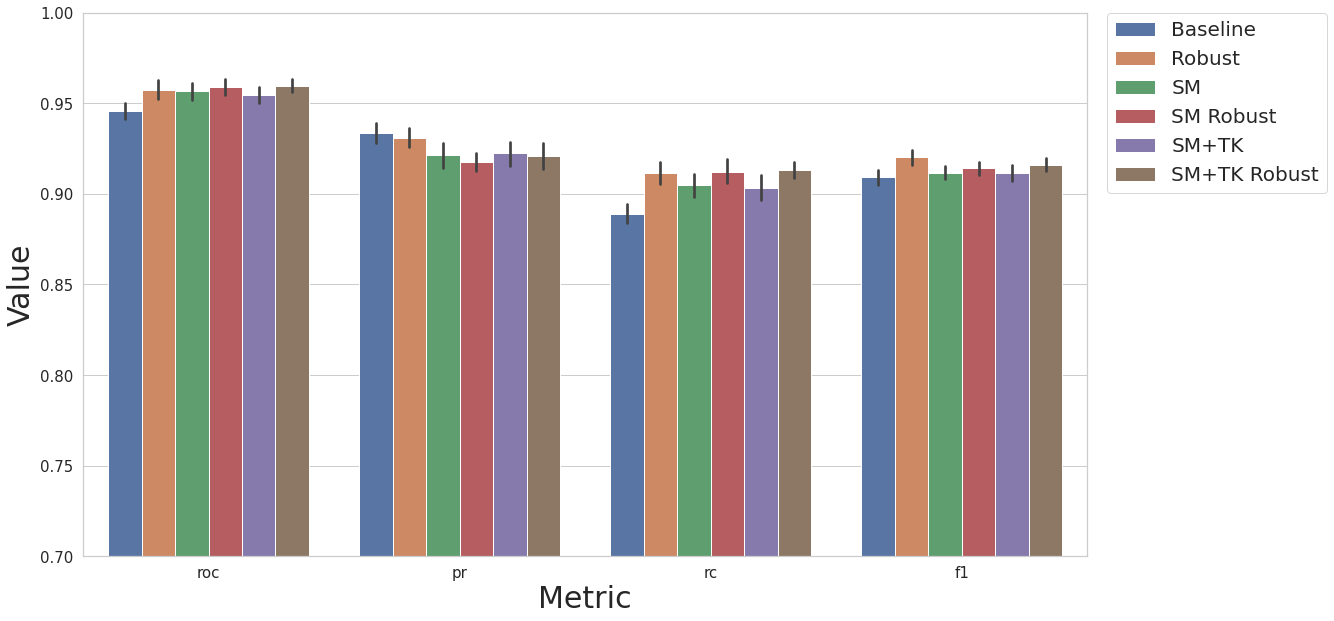 1.00
0.95
0.90
0.85
0.80
0.75
0.70
Value
roc
pr
rc
f1
Metric
Baseline
Robust
SM
SM Robust
SM+TK
SM+TK Robust